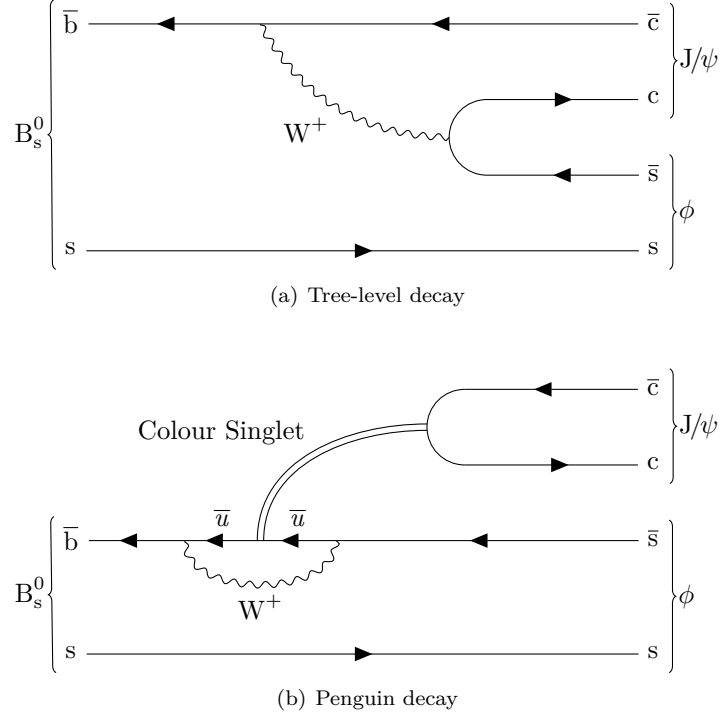 b̅ c̅
J/ψ
c
B⁰ₛ W⁺
s̅
ϕ
s s
(a) Tree-level decay
c̅
Colour Singlet J/ψ
c
u̅ u̅
b̅ s̅
B⁰ₛ W⁺ ϕ
s s
(b) Penguin decay